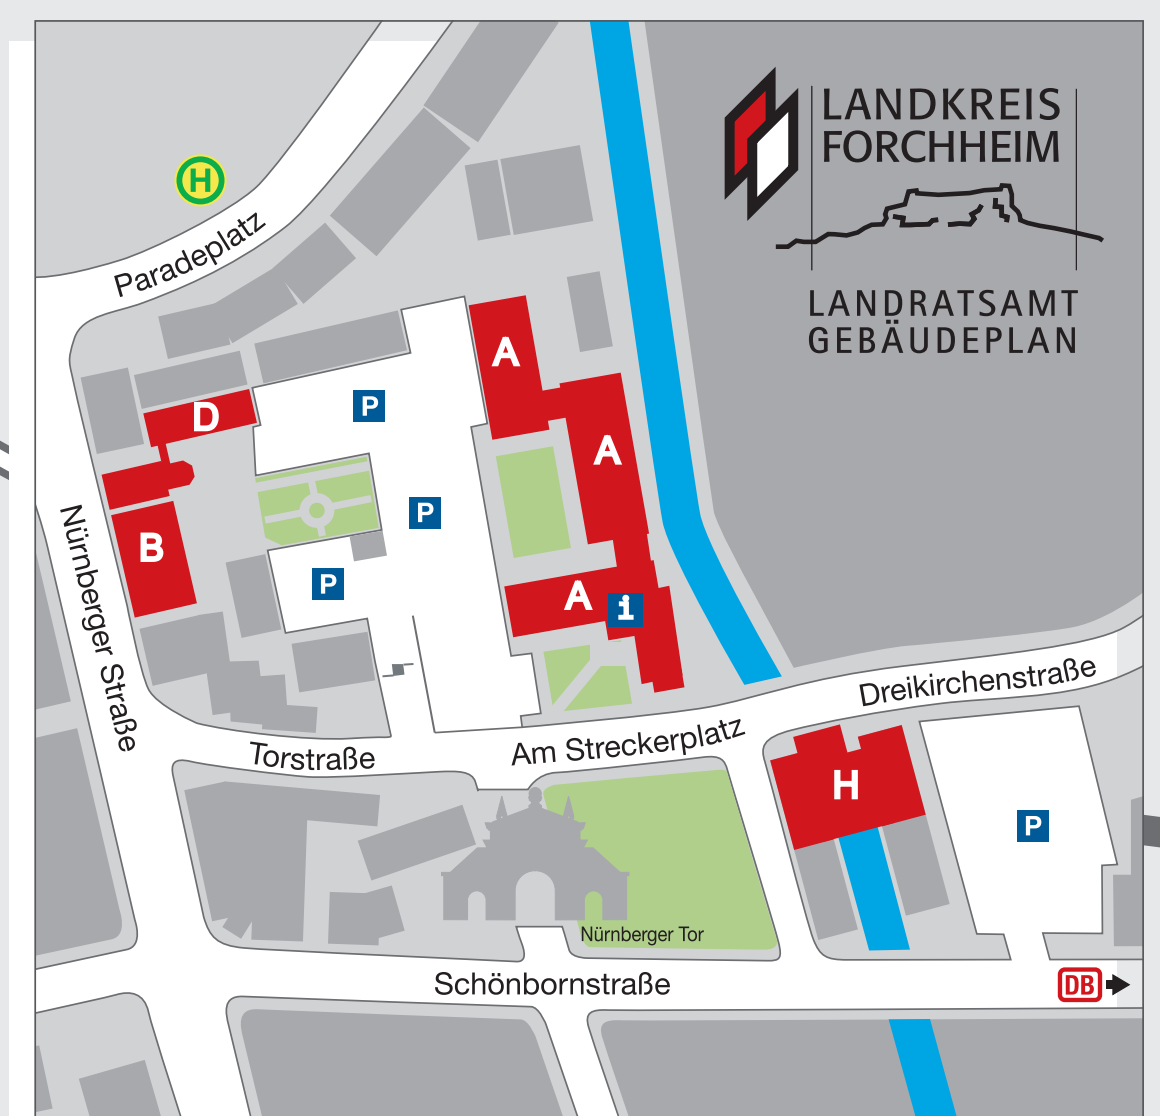 LANDKREIS
FORCHHEIM
H
Paradeplatz
LANDRATSAMT
GEBÄUDEPLAN
A
D
P
A
P
B
P
A
i
Nürnberger Straße
Dreikirchenstraße
Torstraße
Am Streckerplatz
H
P
Nürnberger Tor
Schönbornstraße
DB